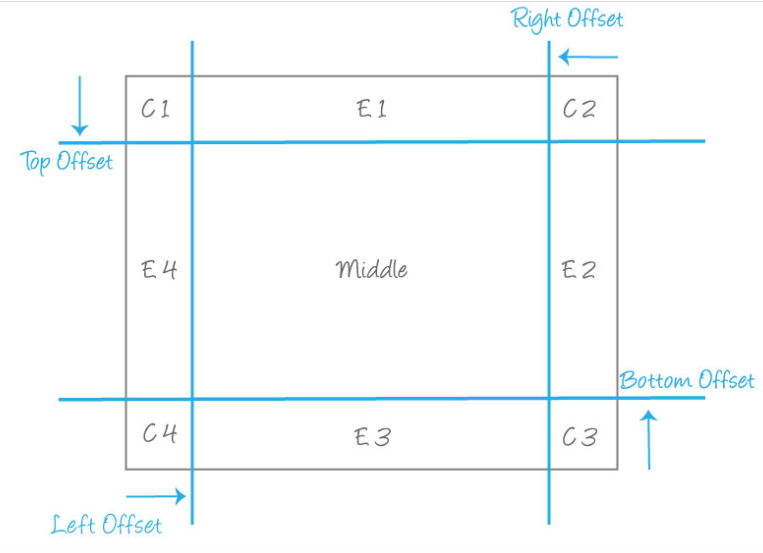 Right Offset
C1 E1 C2
Top Offset
E4 Middle E2
Bottom Offset
C4 E3 C3
Left Offset